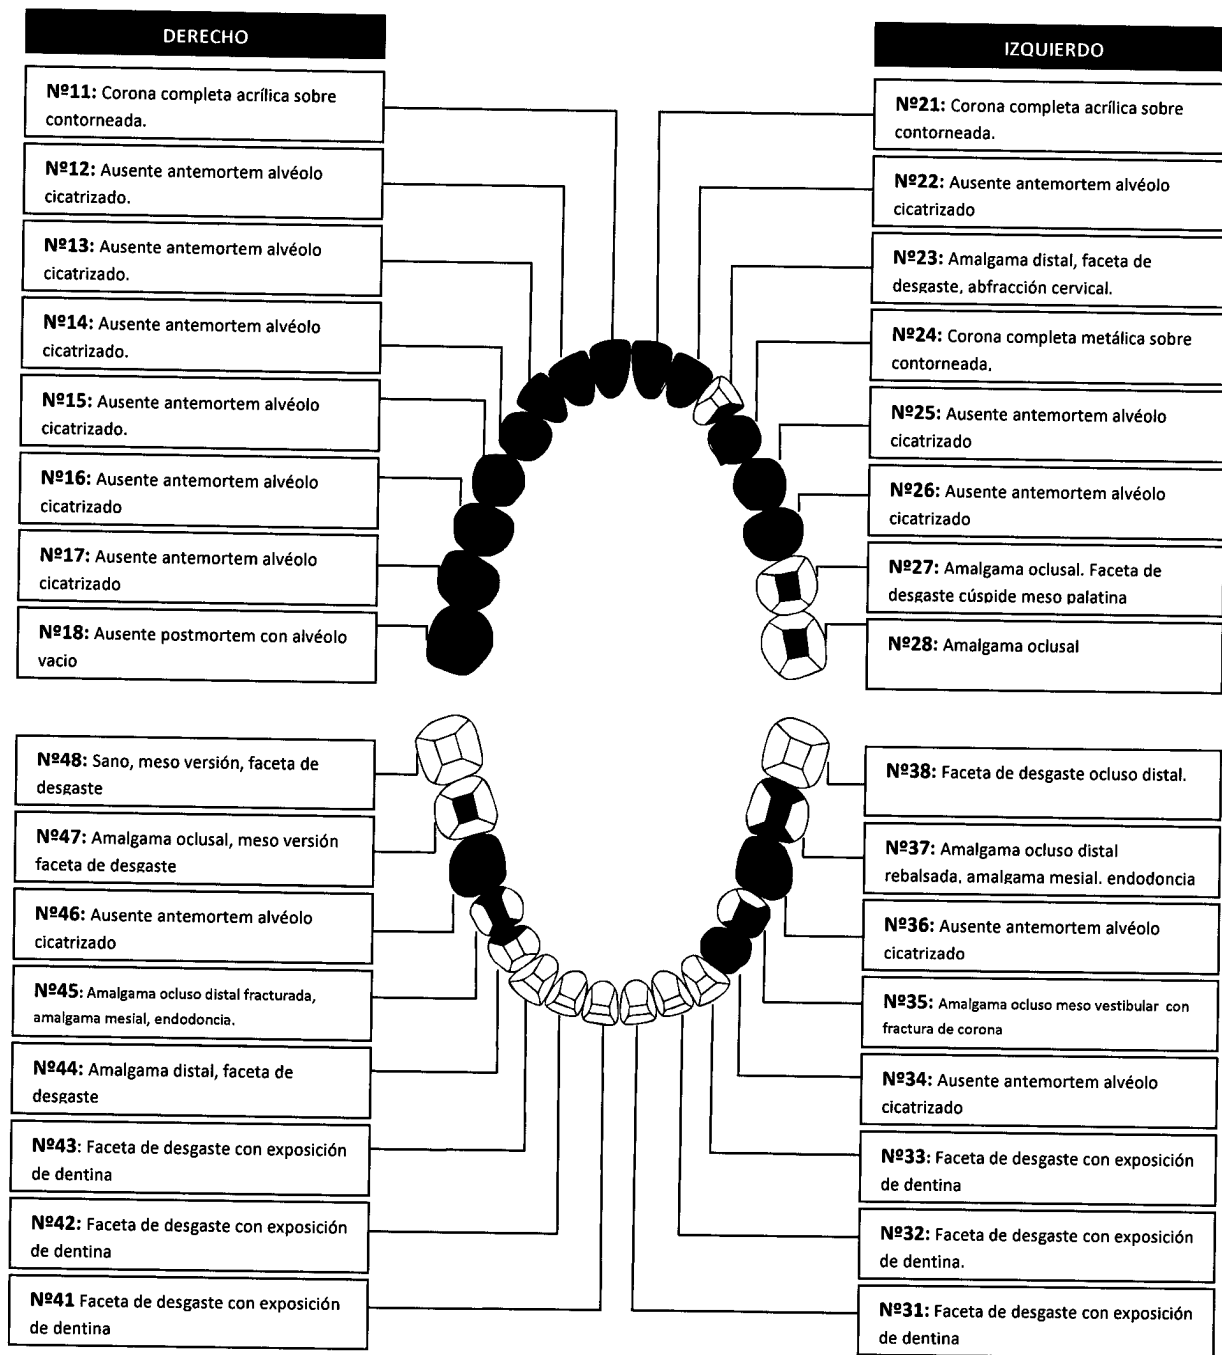 DERECHO
Nº11: Corona completa acrílica sobre
contorneada.
Nº12: Ausente antemortem alvéolo
cicatrizado.
Nº13: Ausente antemortem alvéolo
cicatrizado.
Nº14: Ausente antemortem alvéolo
cicatrizado.
Nº15: Ausente antemortem alvéolo
cicatrizado.
Nº16: Ausente antemortem alvéolo
cicatrizado
Nº17: Ausente antemortem alvéolo
cicatrizado
Nº18: Ausente postmortem con alvéolo
vacio
Nº48: Sano, meso versión, faceta de
desgaste
Nº47: Amalgama oclusal, meso versión
faceta de desgaste
Nº46: Ausente antemortem alvéolo
cicatrizado
Nº45: Amalgama ocluso distal fracturada,
amalgama mesial, endodoncia.
Nº44: Amalgama distal, faceta de
desgaste
Nº43: Faceta de desgaste con exposición
de dentina
Nº42: Faceta de desgaste con exposición
de dentina
Nº41 Faceta de desgaste con exposición
de dentina
IZQUIERDO
Nº21: Corona completa acrílica sobre
contorneada.
Nº22: Ausente antemortem alvéolo
cicatrizado
Nº23: Amalgama distal, faceta de
desgaste, abfracción cervical.
Nº24: Corona completa metálica sobre
contorneada.
Nº25: Ausente antemortem alvéolo
cicatrizado
Nº26: Ausente antemortem alvéolo
cicatrizado
Nº27: Amalgama oclusal. Faceta de
desgaste cúspide meso palatina
Nº28: Amalgama oclusal
Nº38: Faceta de desgaste ocluso distal.
Nº37: Amalgama ocluso distal
rebalsada, amalgama mesial. endodoncia
Nº36: Ausente antemortem alvéolo
cicatrizado
Nº35: Amalgama ocluso meso vestibular con
fractura de corona
Nº34: Ausente antemortem alvéolo
cicatrizado
Nº33: Faceta de desgaste con exposición
de dentina
Nº32: Faceta de desgaste con exposición
de dentina.
Nº31: Faceta de desgaste con exposición
de dentina